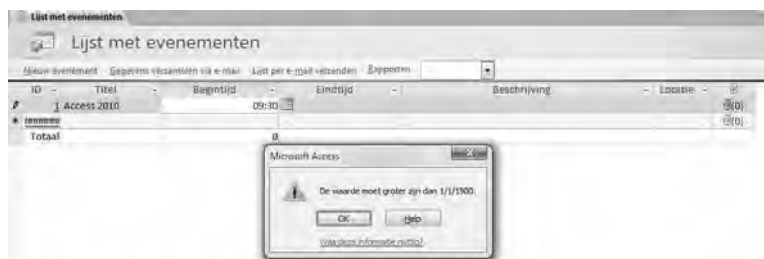 Lijst met evenementen
Lijst met evenementen
Nieuw evenement Gegevens verzamelen via e-mail Lijst per e-mail verzenden Rapporten
ID Titel Begintijd Eindtijd Beschrijving Locatie
1 Access 2010 09:30 (0)
* ####### (0)
Totaal 0
Microsoft Access
De waarde moet groter zijn dan 1/1/1900.
OK Help
Was deze informatie nuttig?